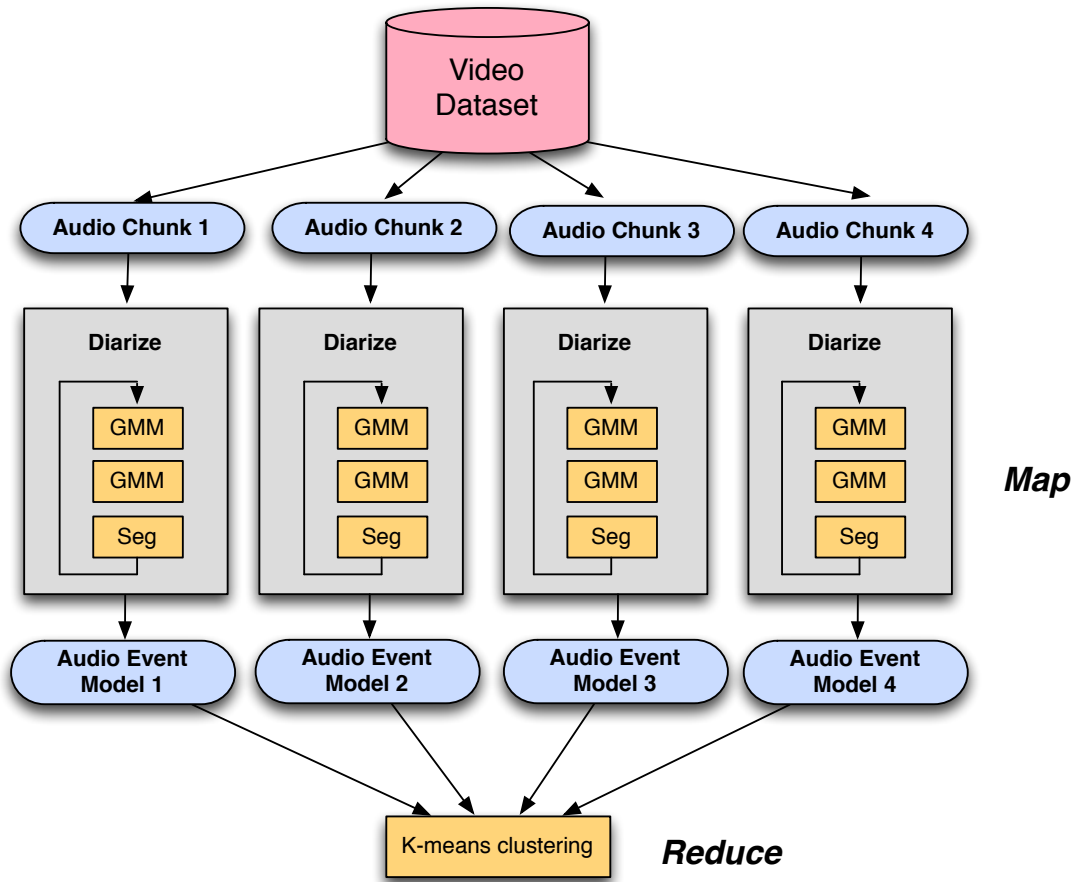 Video
Dataset
Audio Chunk 1
Audio Chunk 2
Audio Chunk 3
Audio Chunk 4
Diarize
Diarize
Diarize
Diarize
GMM
GMM
GMM
GMM
GMM
GMM
GMM
GMM
Map
Seg
Seg
Seg
Seg
Audio Event
Model 1
Audio Event
Model 2
Audio Event
Model 3
Audio Event
Model 4
K-means clustering
Reduce